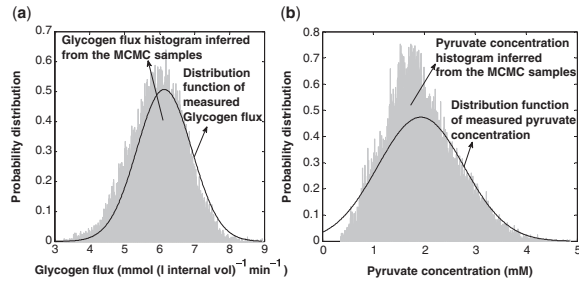 (a)
0.7
0.6
0.5
0.4
0.3
0.2
0.1
0
Probability distribution
Glycogen flux histogram inferred
from the MCMC samples
Distribution
function of
measured
Glycogen flux
3 4 5 6 7 8 9
Glycogen flux (mmol (l internal vol)⁻¹ min⁻¹)
(b)
0.8
0.7
0.6
0.5
0.4
0.3
0.2
0.1
0
Probability distribution
Pyruvate concentration
histogram inferred
from the MCMC samples
Distribution function
of measured pyruvate
concentration
0 1 2 3 4 5
Pyruvate concentration (mM)